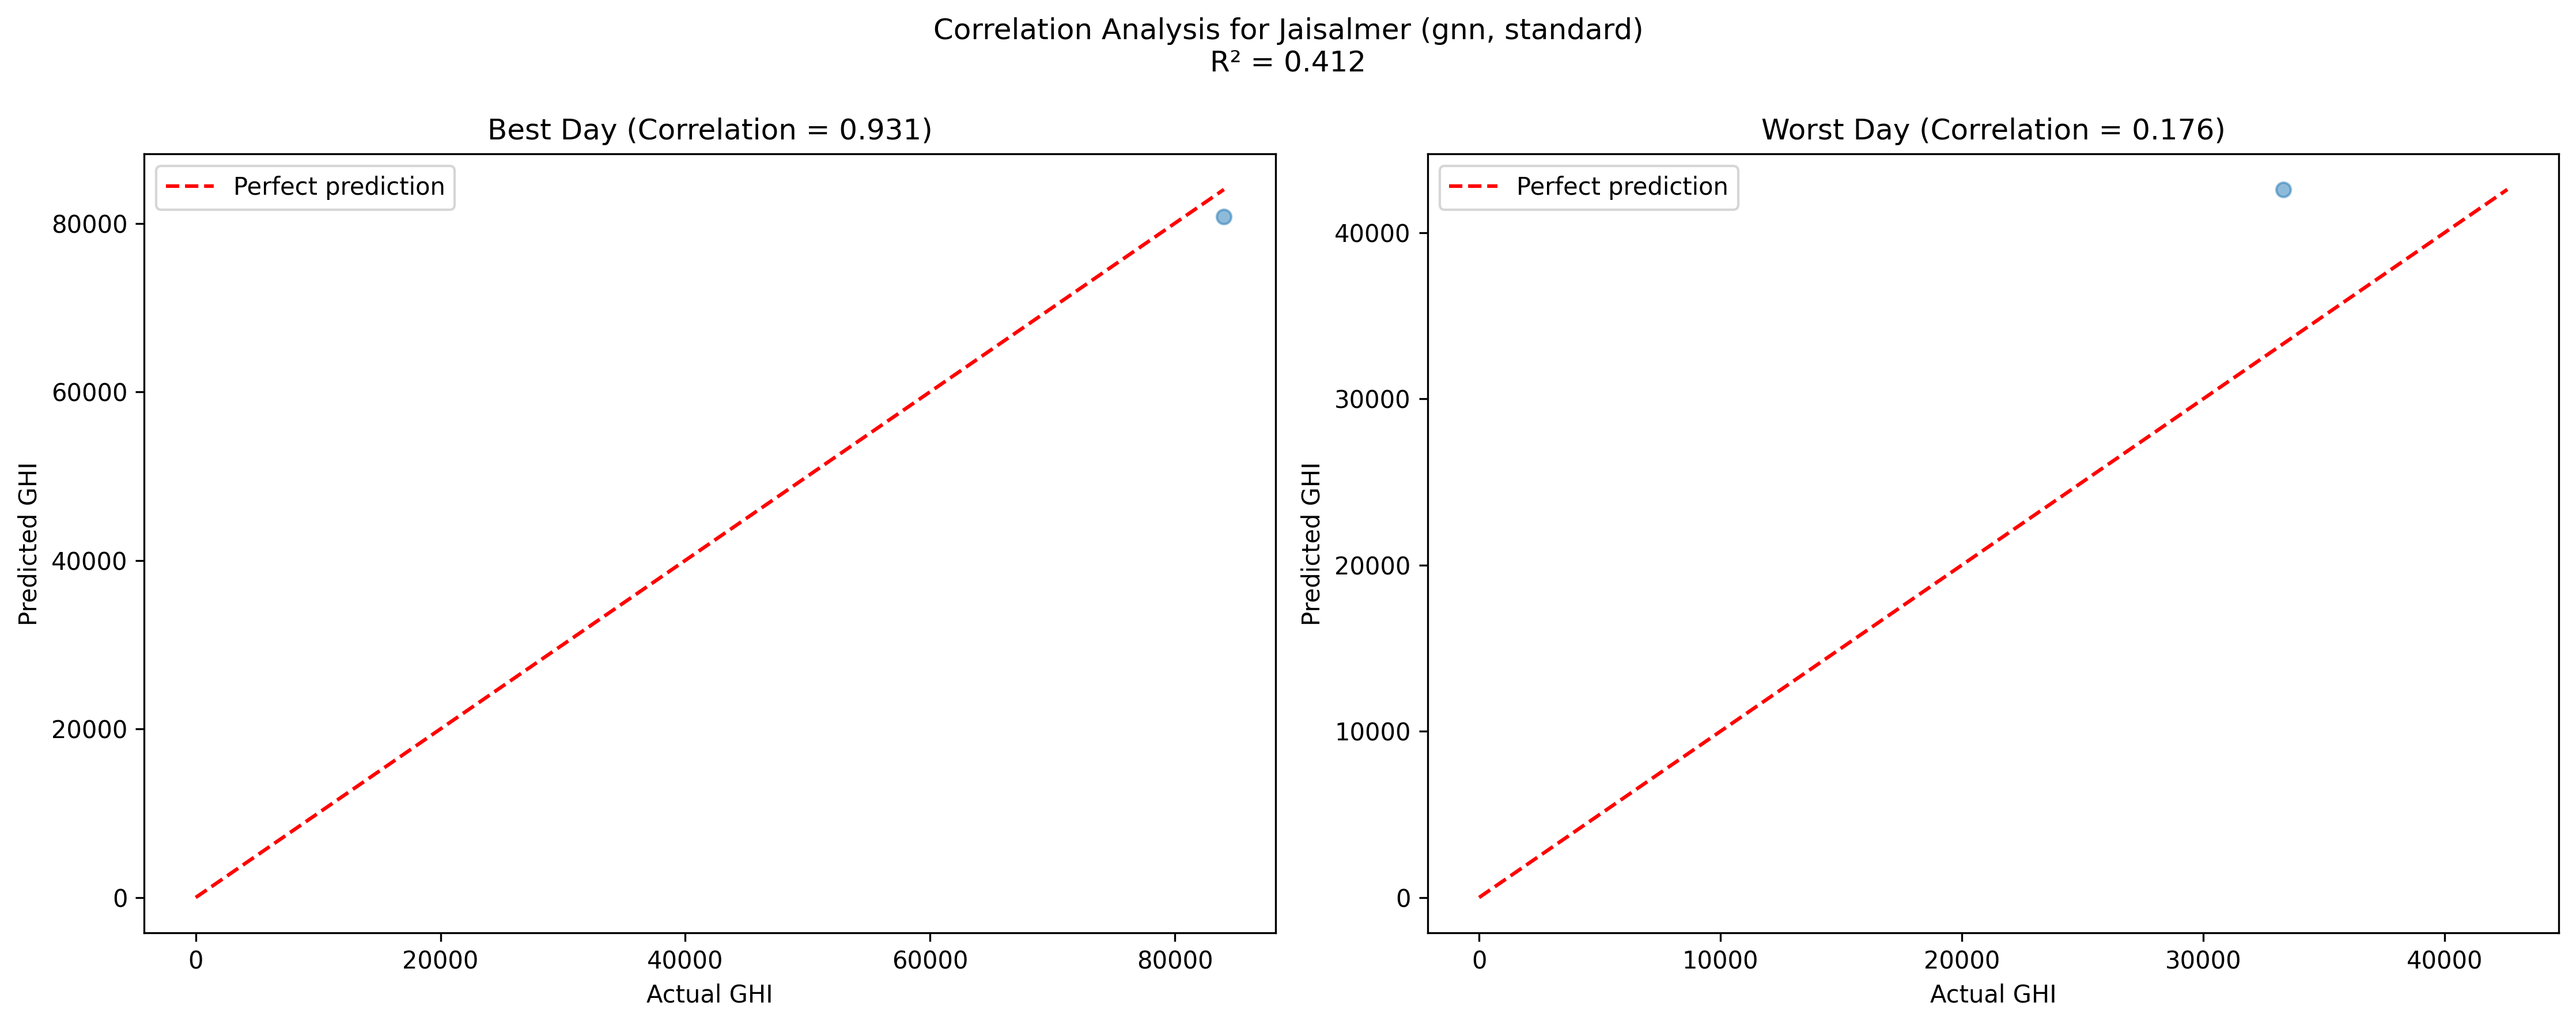 Correlation Analysis for Jaisalmer (gnn, standard)
R² = 0.412
Best Day (Correlation = 0.931)
Perfect prediction
80000
60000
40000
20000
0
Predicted GHI
0 20000 40000 60000 80000
Actual GHI
Worst Day (Correlation = 0.176)
Perfect prediction
40000
30000
20000
10000
0
Predicted GHI
0 10000 20000 30000 40000
Actual GHI